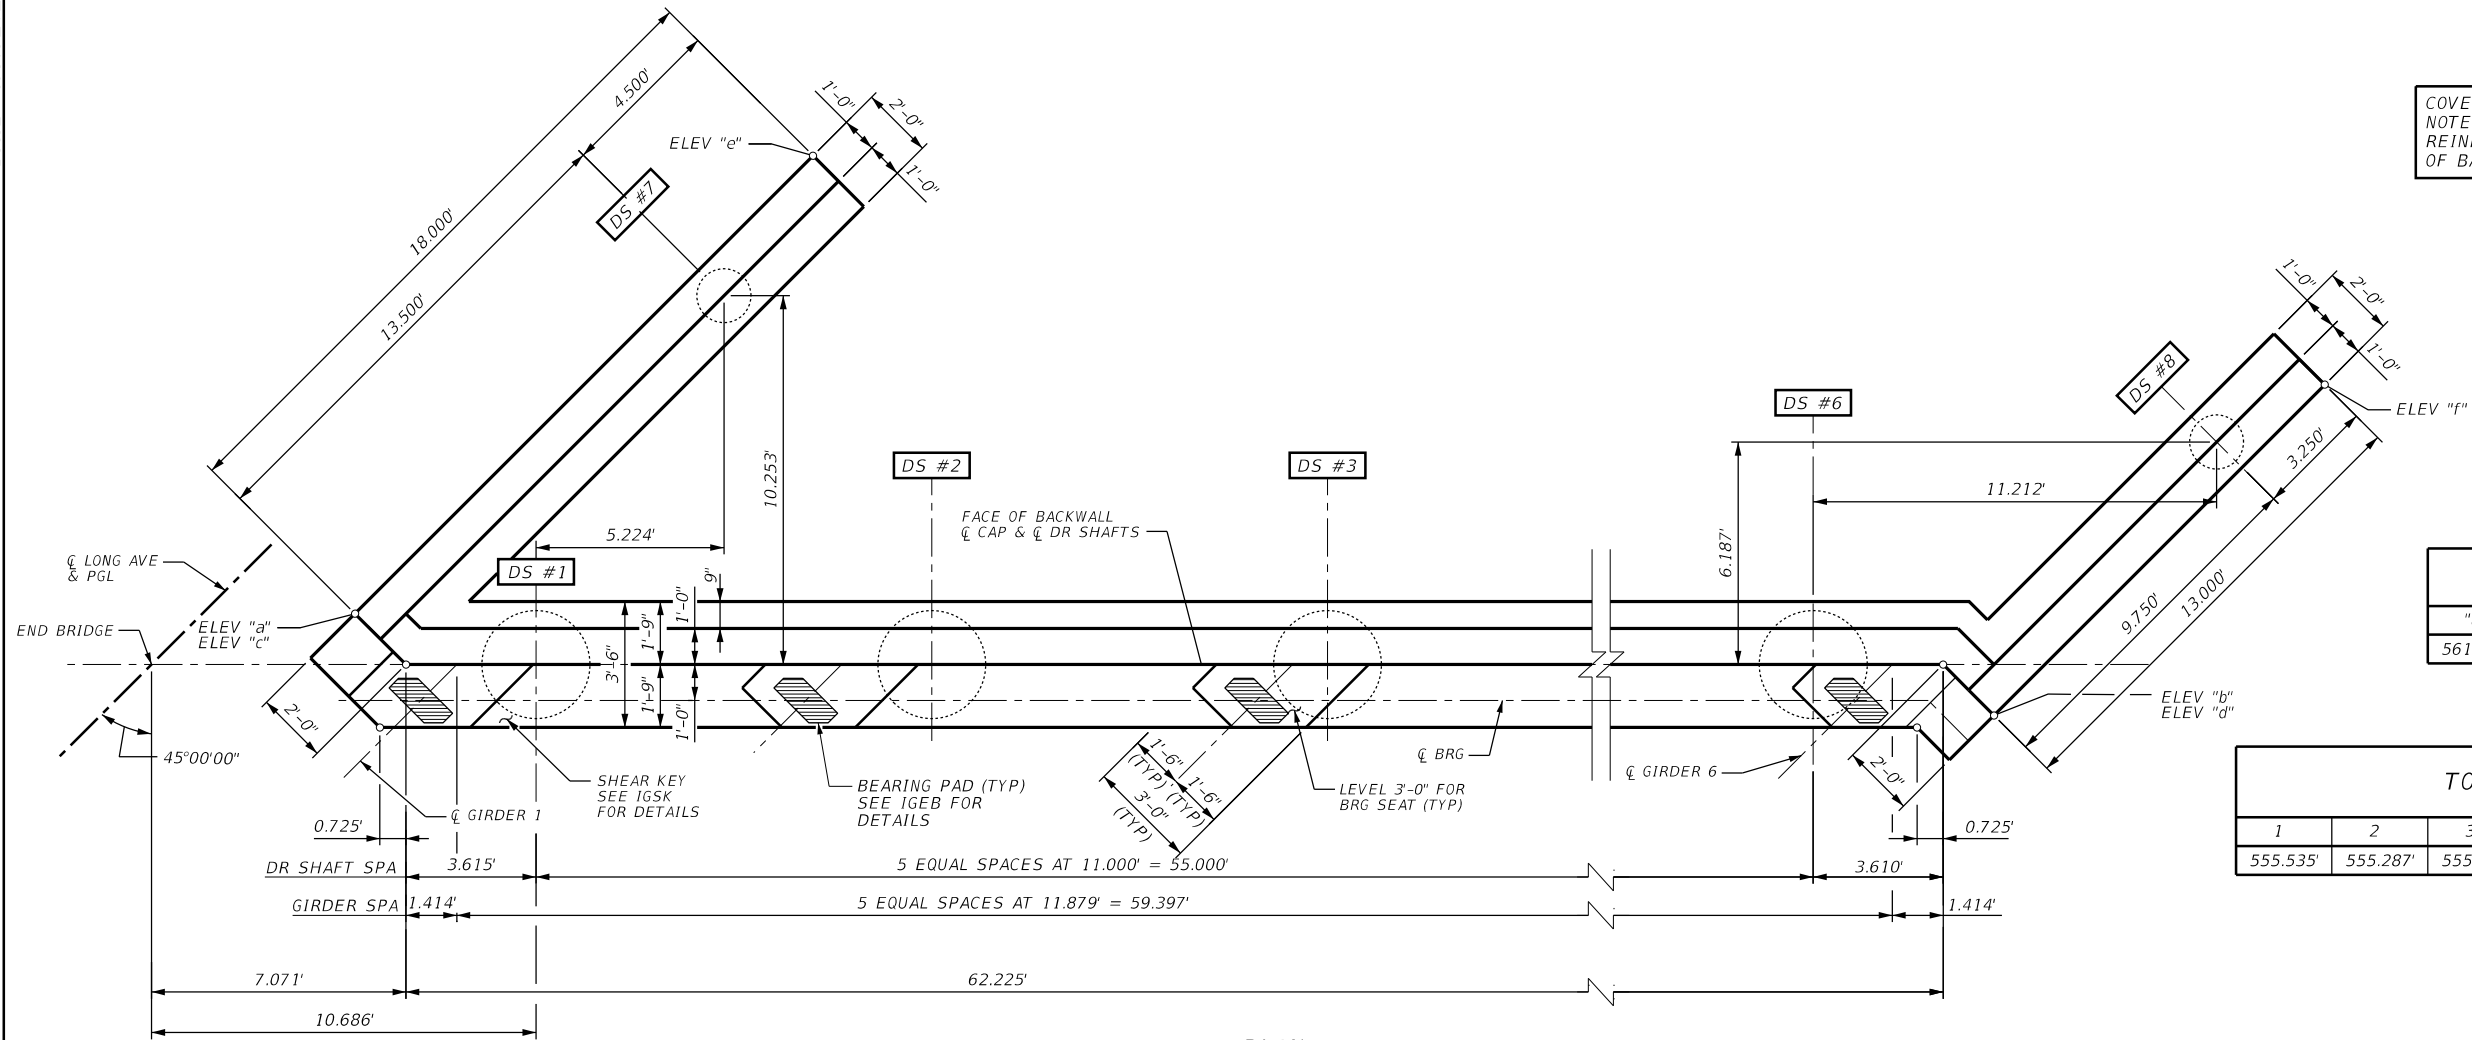 COVE
NOTE
REIN
OF BA
18.000'
4.500'
13.500'
1'-0"
2'-0"
1'-0"
ELEV "e"
DS #7
1'-0"
2'-0"
1'-0"
DS #8
DS #6
ELEV "f"
11.212'
3.250'
DS #2
DS #3
10.253'
FACE OF BACKWALL
℄ CAP & ℄ DR SHAFTS
5.224'
6.187'
℄ LONG AVE
& PGL
DS #1
9"
1'-0"
1'-9"
3'-6"
1'-9"
1'-0"
9.750'
13.000'
END BRIDGE
ELEV "a"
ELEV "c"
561
ELEV "b"
ELEV "d"
2'-0"
45°00'00"
SHEAR KEY
SEE IGSK
FOR DETAILS
BEARING PAD (TYP)
SEE IGEB FOR
DETAILS
1'-6"
(TYP)
1'-6"
(TYP)
3'-0"
(TYP)
℄ BRG
LEVEL 3'-0" FOR
BRG SEAT (TYP)
℄ GIRDER 6
2'-0"
TO
℄ GIRDER 1
0.725'
0.725'
1
2
3
555.535'
555.287'
555
DR SHAFT SPA
3.615'
5 EQUAL SPACES AT 11.000' = 55.000'
3.610'
GIRDER SPA
1.414'
5 EQUAL SPACES AT 11.879' = 59.397'
1.414'
7.071'
62.225'
10.686'